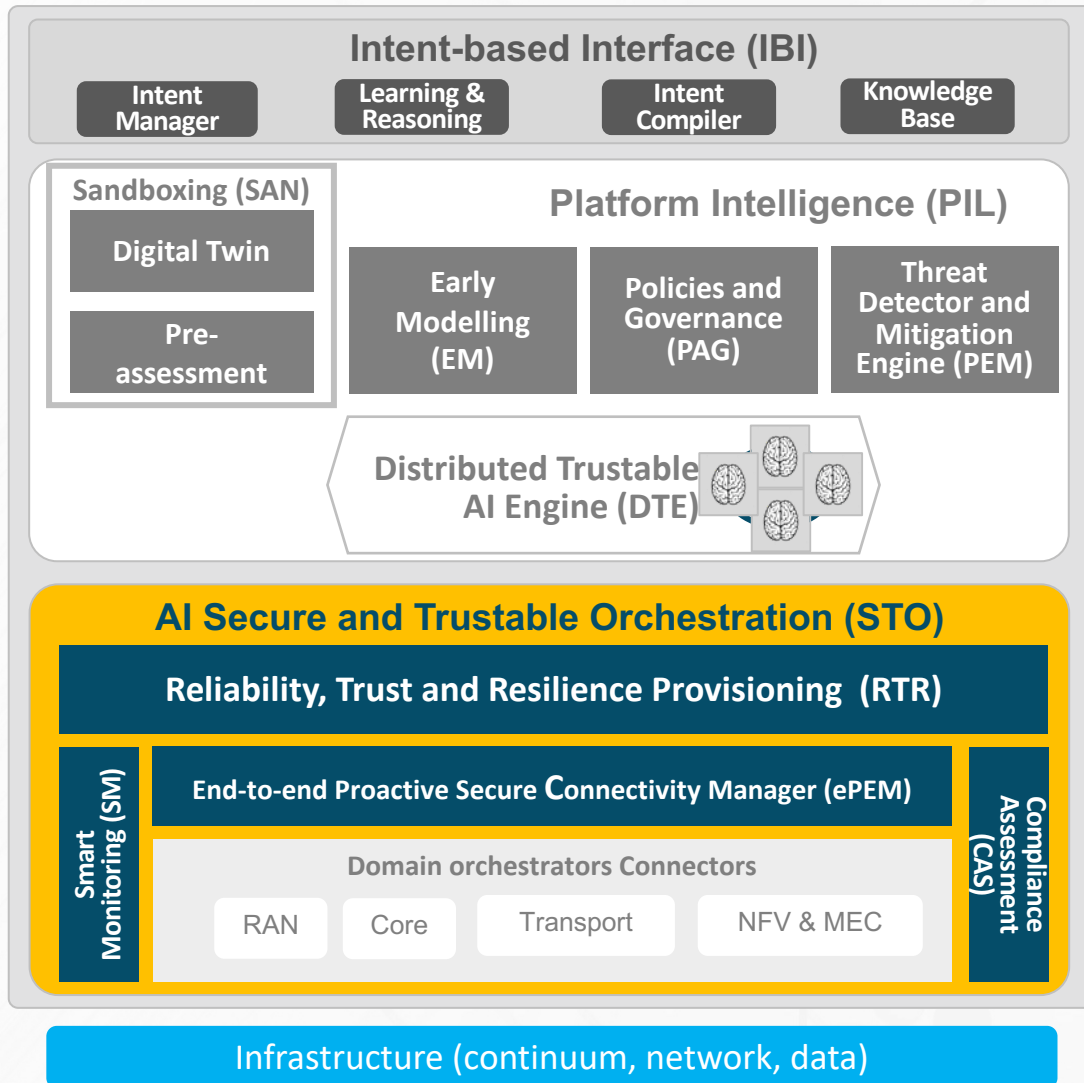 Intent-based Interface (IBI)
Intent
Manager
Learning &
Reasoning
Intent
Compiler
Knowledge
Base
Sandboxing (SAN)
Digital Twin
Pre-
assessment
Platform Intelligence (PIL)
Early
Modelling
(EM)
Policies and
Governance
(PAG)
Threat
Detector and
Mitigation
Engine (PEM)
Distributed Trustable
AI Engine (DTE)
AI Secure and Trustable Orchestration (STO)
Reliability, Trust and Resilience Provisioning (RTR)
Smart
Monitoring (SM)
End-to-end Proactive Secure Connectivity Manager (ePEM)
Domain orchestrators Connectors
RAN
Core
Transport
NFV & MEC
Compliance
Assessment
(CAS)
Infrastructure (continuum, network, data)